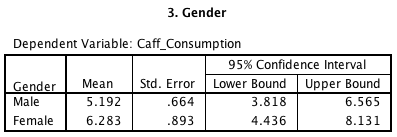 3. Gender
Dependent Variable: Caff_Consumption
95% Confidence Interval
Gender Mean Std. Error Lower Bound Upper Bound
Male 5.192 .664 3.818 6.565
Female 6.283 .893 4.436 8.131